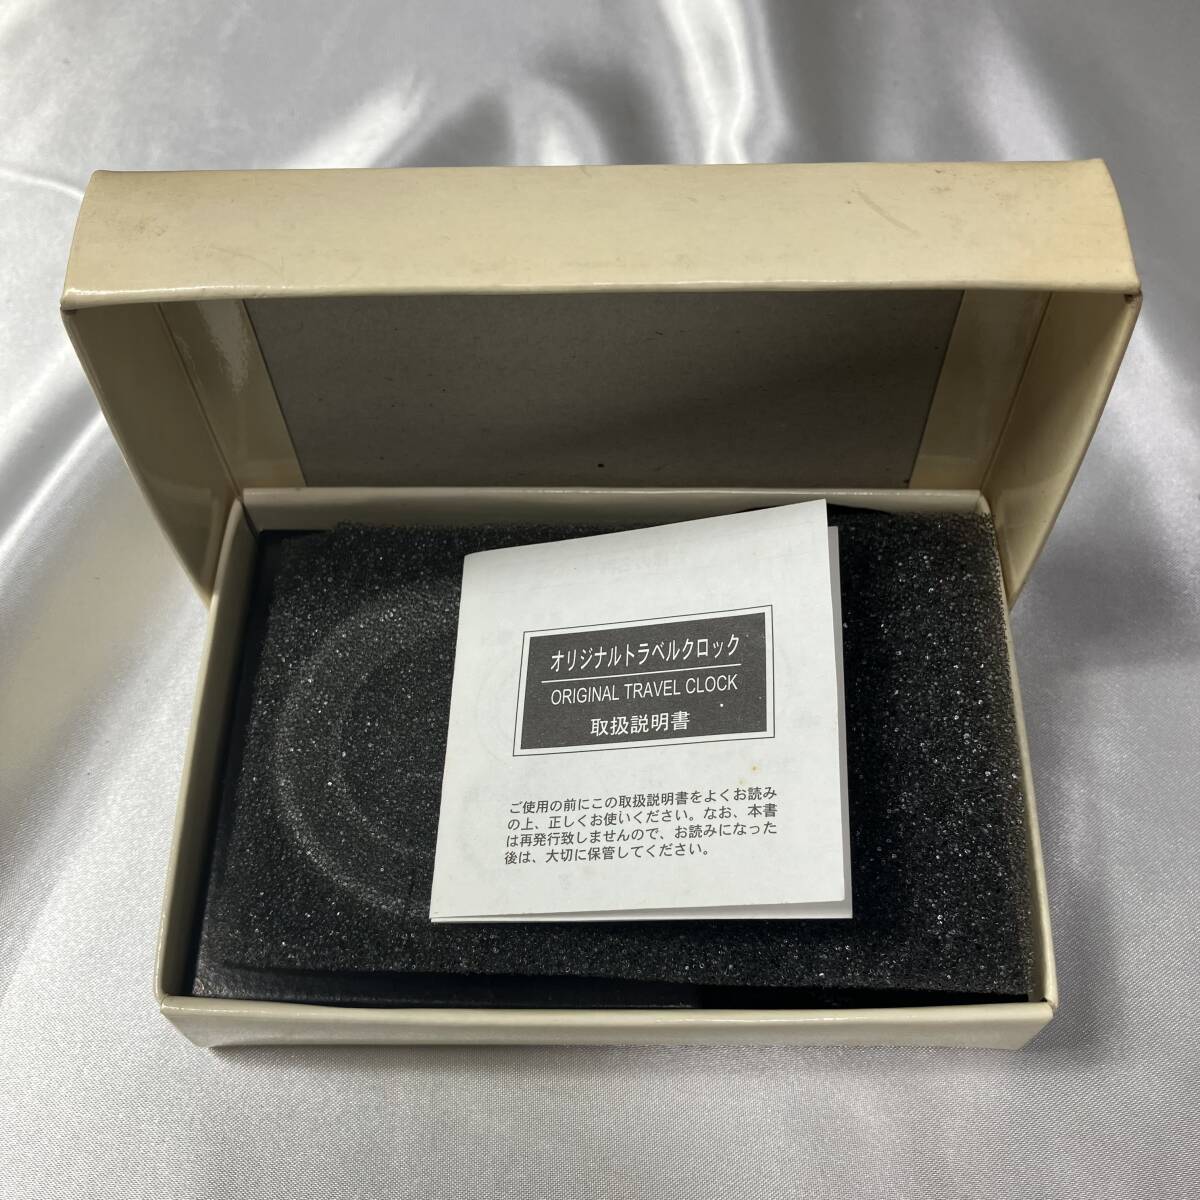 オリジナルトラベルクロック
ORIGINAL TRAVEL CLOCK
取扱説明書
ご使用の前にこの取扱説明書をよくお読み
の上、正しくお使いください。なお、本書
は再発行致しませんので、お読みになった
後は、大切に保管してください。